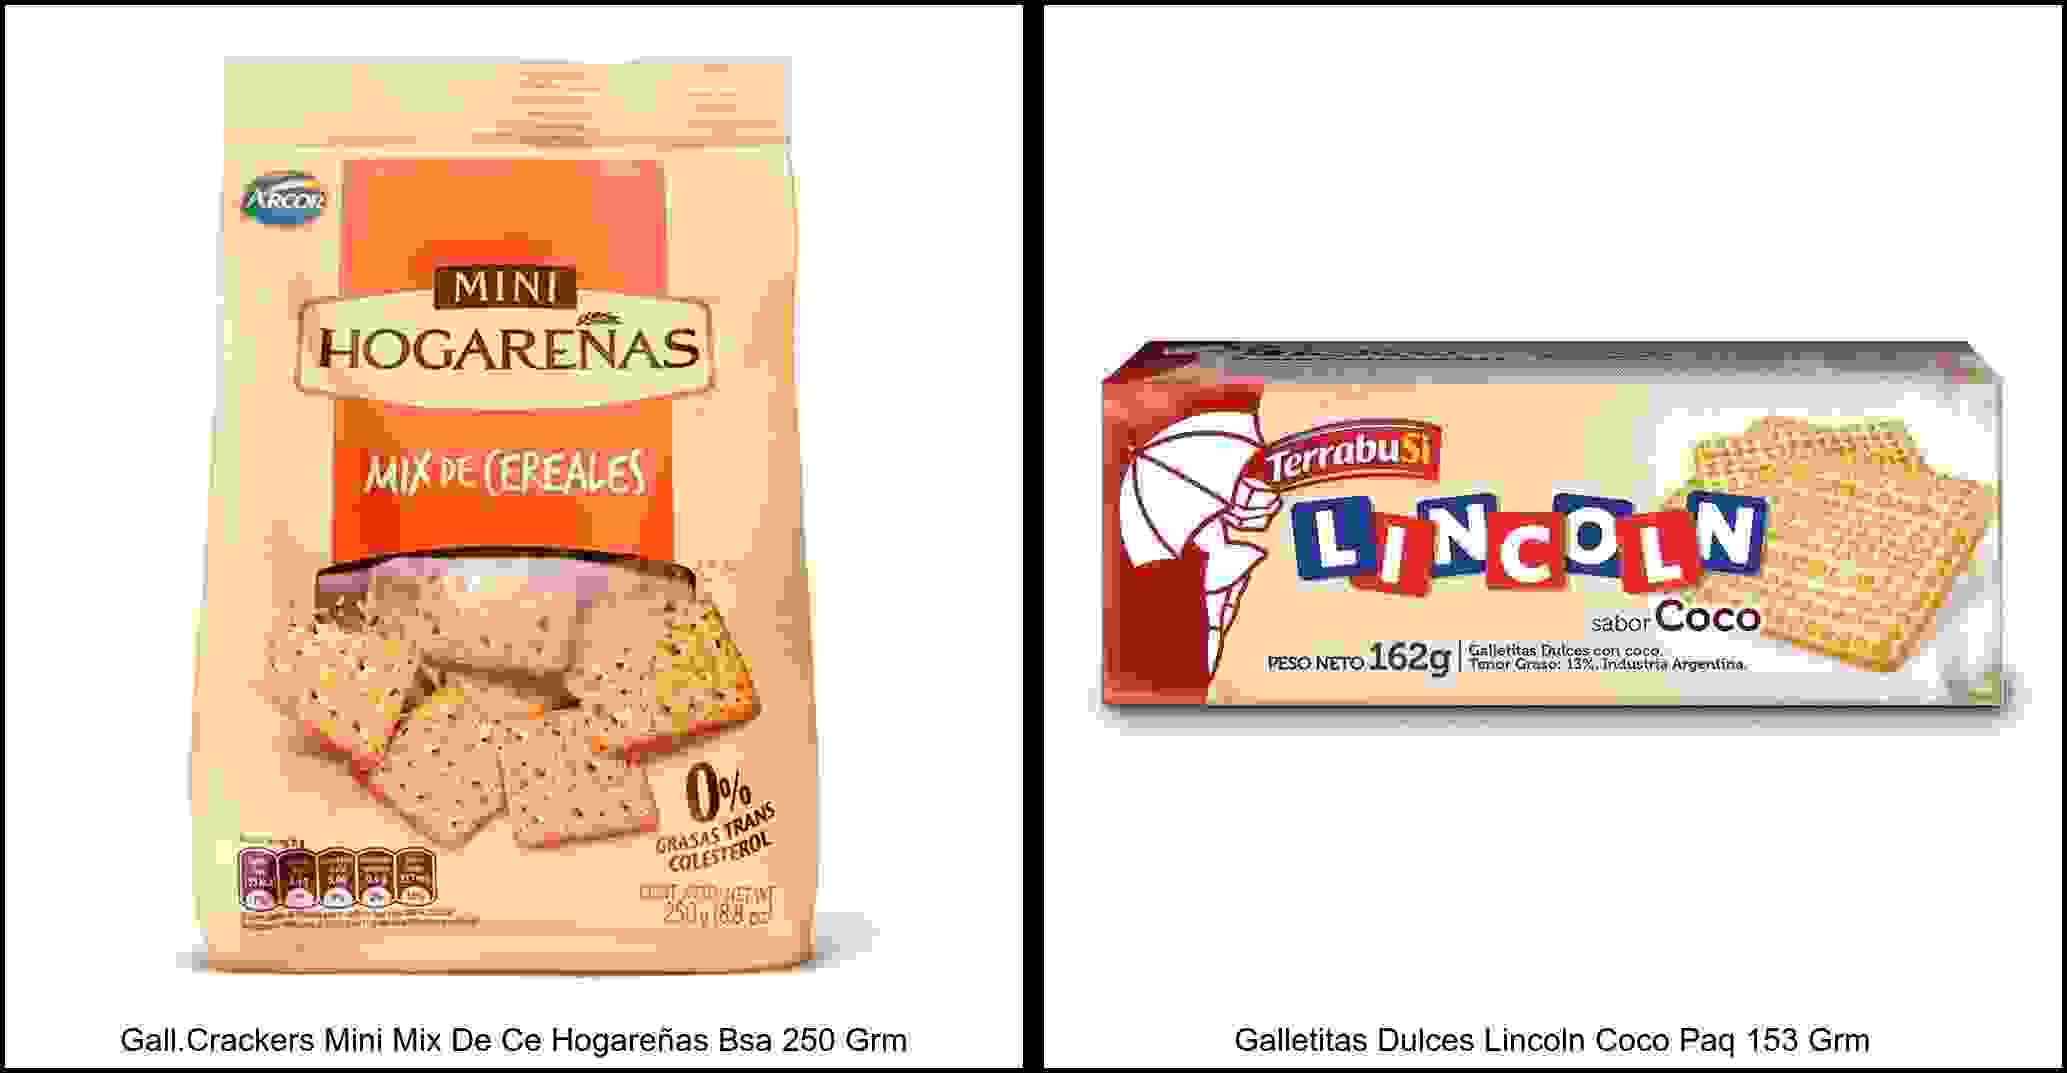 ARCOR
MINI
HOGAREÑAS
MIX DE CEREALES
0%
GRASAS TRANS
COLESTEROL
250g (8.8 oz)
Gall.Crackers Mini Mix De Ce Hogareñas Bsa 250 Grm
TerrabuSi
LINCOLN
sabor Coco
PESO NETO 162g
Galletitas Dulces con coco.
Tenor Graso: 13%. Industria Argentina.
Galletitas Dulces Lincoln Coco Paq 153 Grm